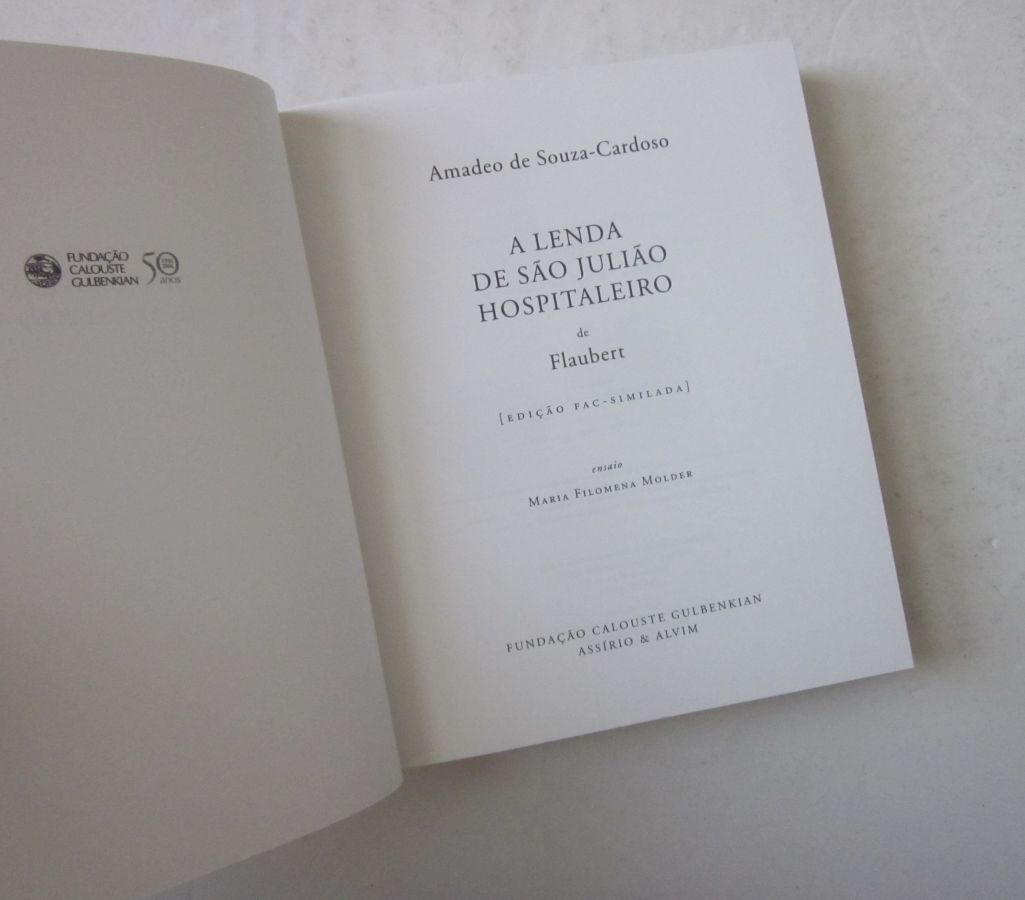 FUNDAÇÃO
CALOUSTE
GULBENKIAN
50
anos
Amadeo de Souza-Cardoso
A LENDA
DE SÃO JULIÃO
HOSPITALEIRO
de
Flaubert
[EDIÇÃO FAC-SIMILADA]
ensaio
MARIA FILOMENA MOLDER
FUNDAÇÃO CALOUSTE GULBENKIAN
ASSÍRIO & ALVIM